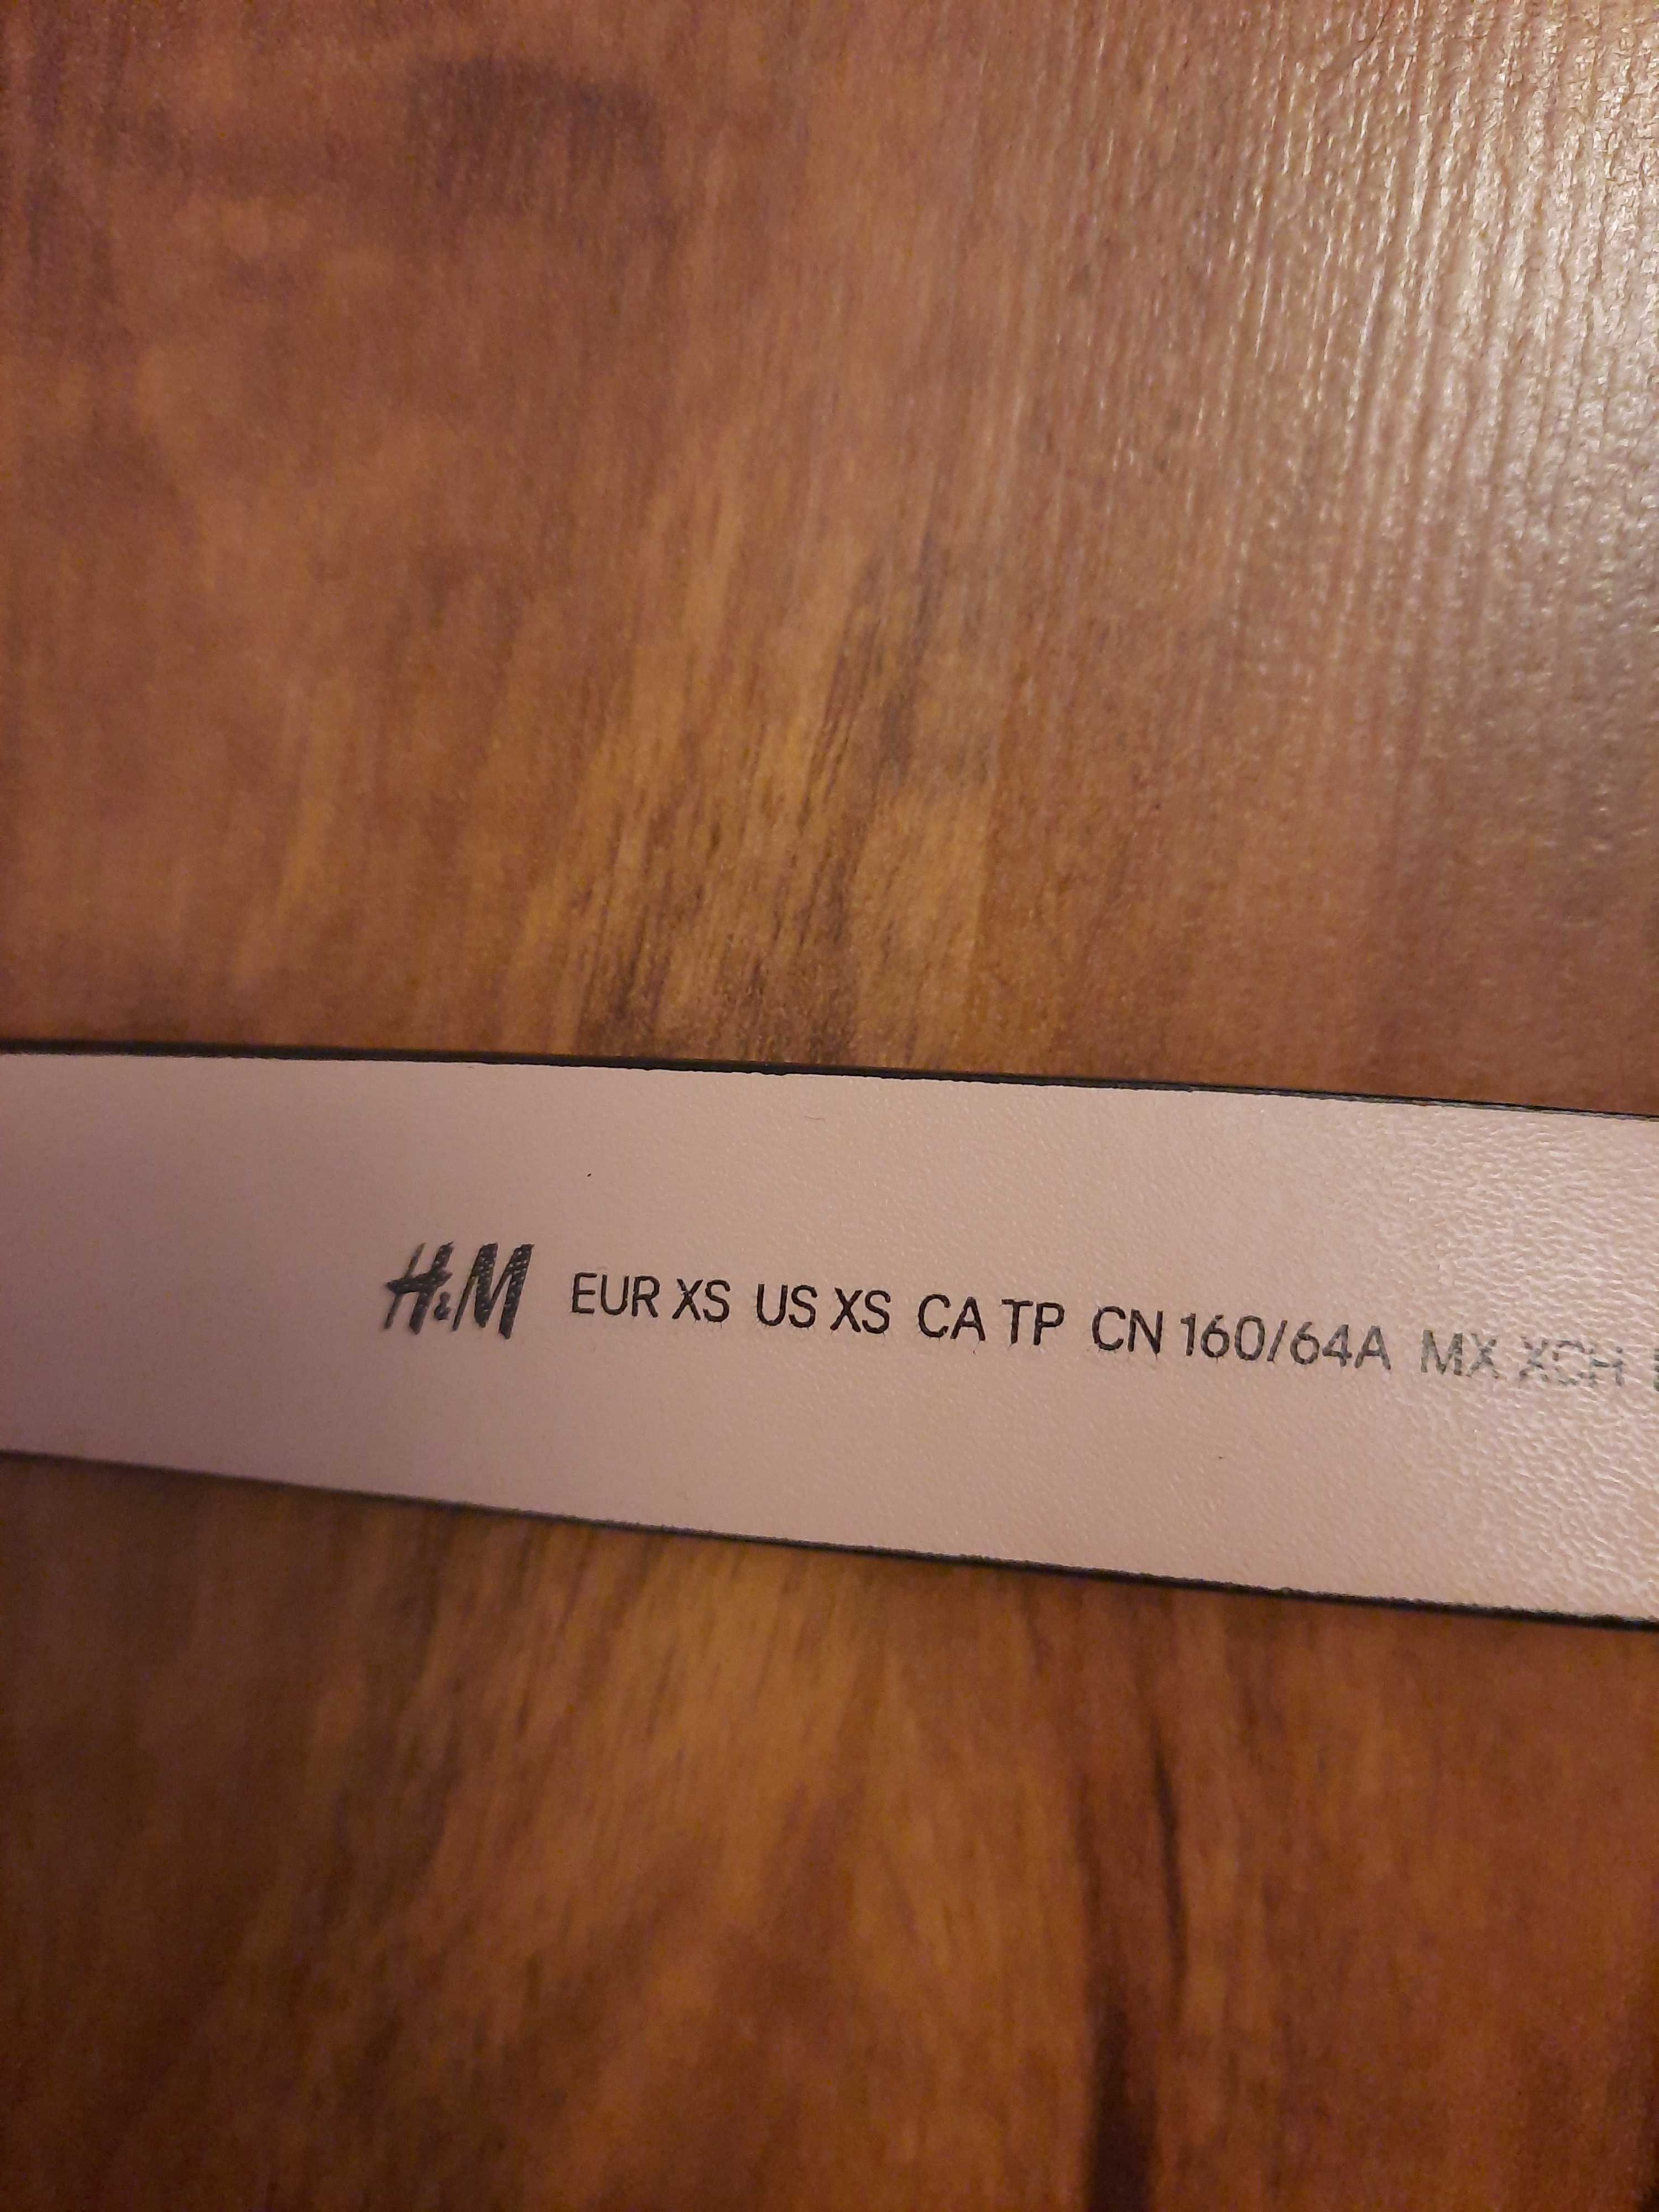 H&M EUR XS US XS CA TP CN 160/64A MX XCH